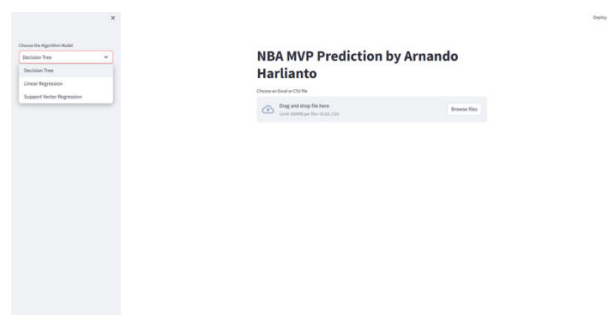 ×
Deploy
Choose the Algorithm Model
Decision Tree
Decision Tree
Linear Regression
Support Vector Regression
NBA MVP Prediction by Arnando
Harlianto
Choose an Excel or CSV file
Drag and drop file here
Limit 200MB per file • XLSX, CSV
Browse files